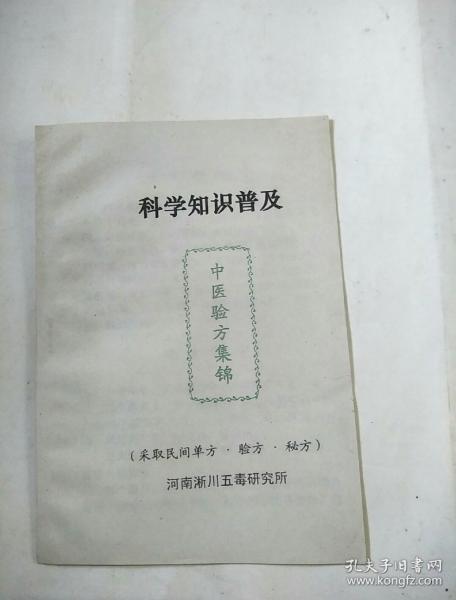 科学知识普及
中医验方集锦
(采取民间单方·验方·秘方)
河南淅川五毒研究所
孔夫子旧书网
www.kongfz.com